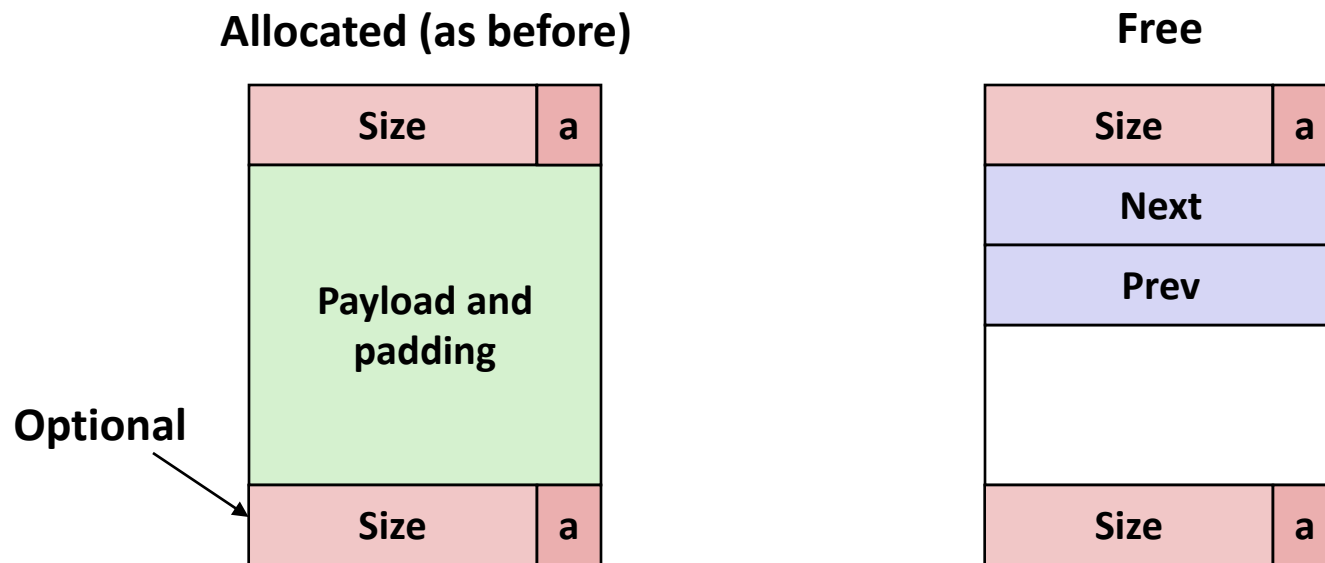 Allocated (as before)
Size a
Payload and
padding
Optional
Size a
Free
Size a
Next
Prev
Size a